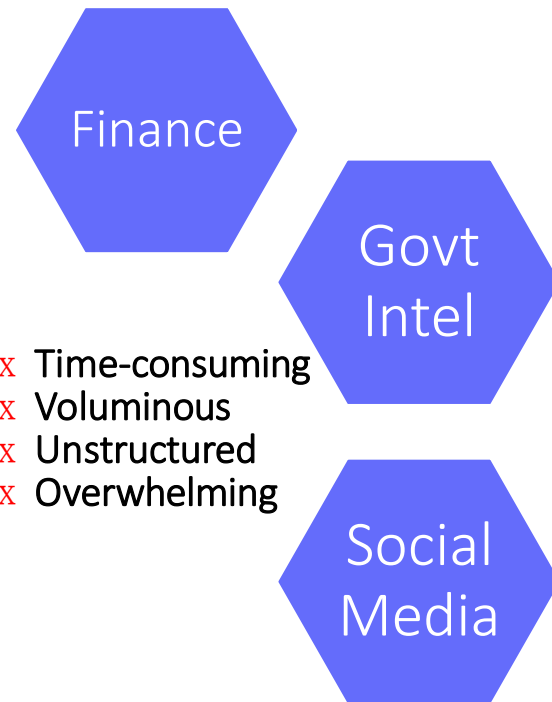 Finance
Govt
Intel
x Time-consuming
x Voluminous
x Unstructured
x Overwhelming
Social
Media